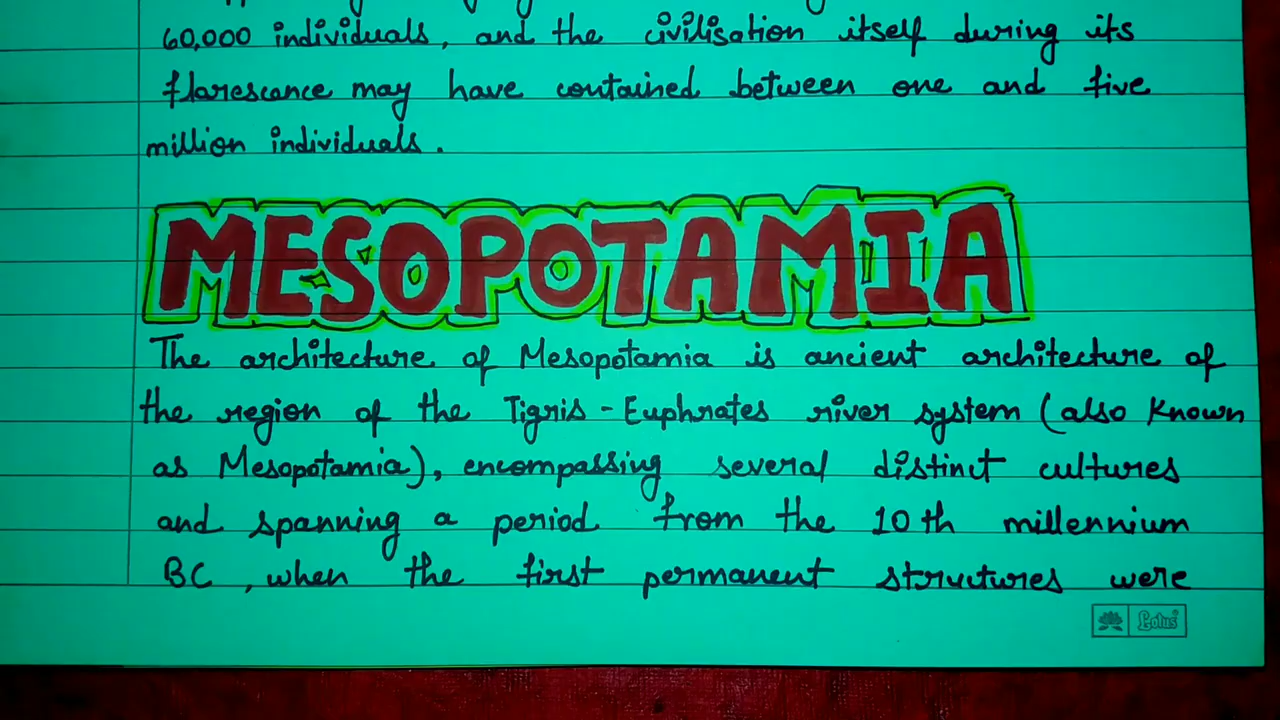 60,000 individuals, and the civilisation itself during its
florescence may have contained between one and five
million individuals.
MESOPOTAMIA
The architecture of Mesopotamia is ancient architecture of
the region of the Tigris-Euphrates river system (also Known
as Mesopotamia), encompassing several distinct cultures
and spanning a period from the 10th millennium
BC, when the first permanent structures were
Lotus